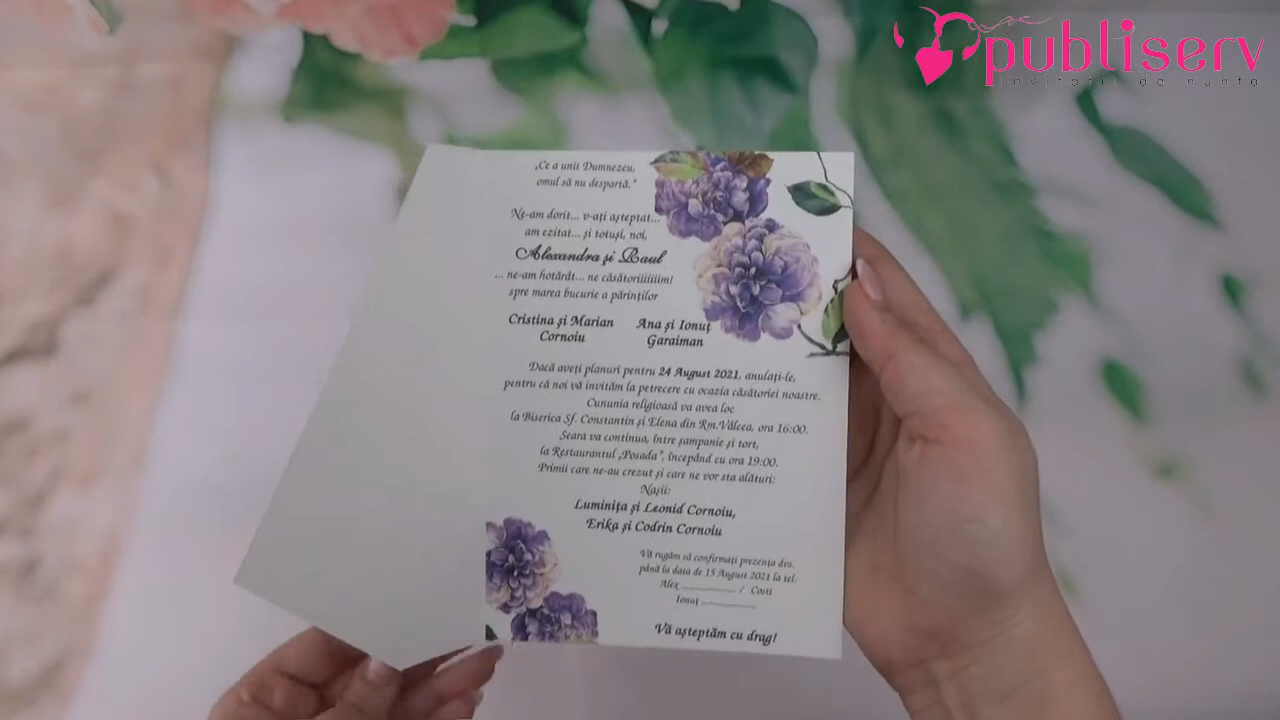 publiserv
invitatii de nunta
„Ce a unit Dumnezeu,
omul să nu despartă.”
Ne-am dorit... v-ați așteptat...
am ezitat... și totuși, noi,
Alexandra și Raul
... ne-am hotărât... ne căsătoriiiiiim!
spre marea bucurie a părinților
Cristina și Marian Ana și Ionuț
Cornoiu Garaiman
Dacă aveți planuri pentru 24 August 2021, anulați-le,
pentru că noi vă invităm la petrecere cu ocazia căsătoriei noastre.
Cununia religioasă va avea loc
la Biserica Sf. Constantin și Elena din Rm.Vâlcea, ora 16:00.
Seara va continua, între șampanie și tort,
la Restaurantul „Posada”, începând cu ora 19:00.
Primii care ne-au crezut și care ne vor sta alături:
Nașii:
Luminița și Leonid Cornoiu,
Erika și Codrin Cornoiu
Vă rugăm să confirmați prezența dvs.
până la data de 15 August 2021 la tel.
Alex ____________ / Costi
Ionuț ____________
Vă așteptăm cu drag!